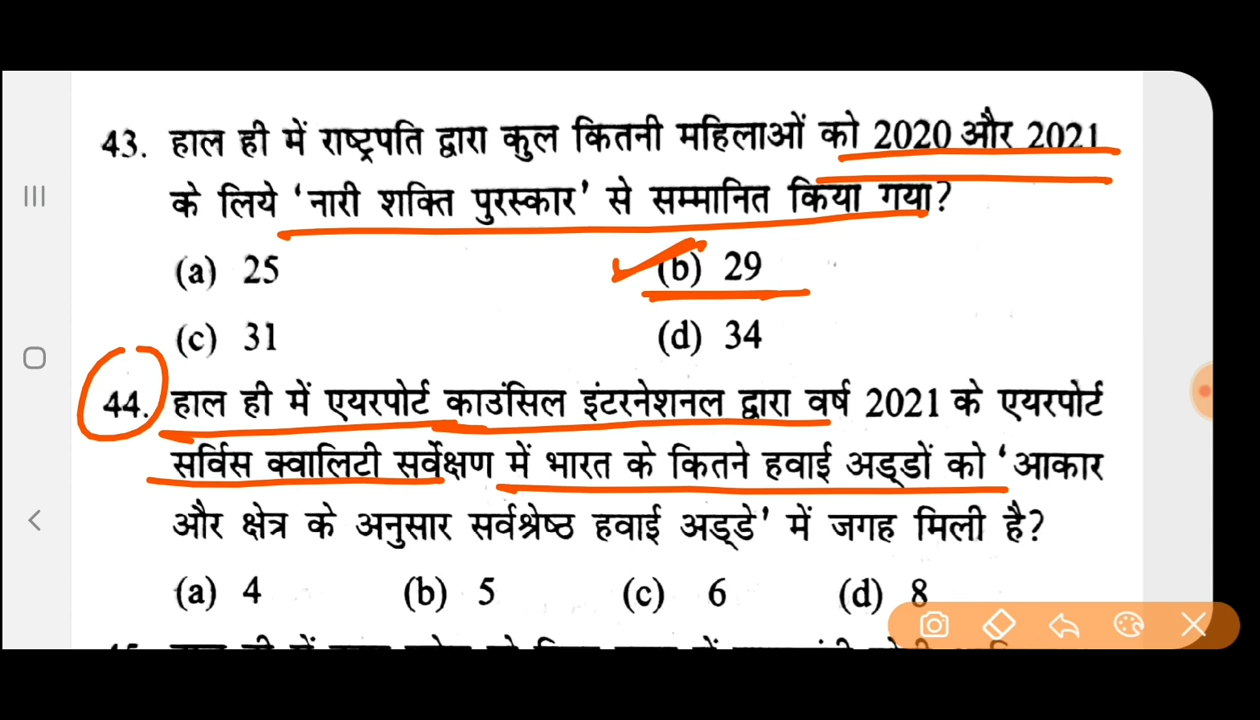 43. हाल ही में राष्ट्रपति द्वारा कुल कितनी महिलाओं को 2020 और 2021
के लिये 'नारी शक्ति पुरस्कार' से सम्मानित किया गया?
(a) 25 (b) 29
(c) 31 (d) 34
44. हाल ही में एयरपोर्ट काउंसिल इंटरनेशनल द्वारा वर्ष 2021 के एयरपोर्ट
सर्विस क्वालिटी सर्वेक्षण में भारत के कितने हवाई अड्डों को 'आकार
और क्षेत्र के अनुसार सर्वश्रेष्ठ हवाई अड्डे' में जगह मिली है?
(a) 4 (b) 5 (c) 6 (d) 8